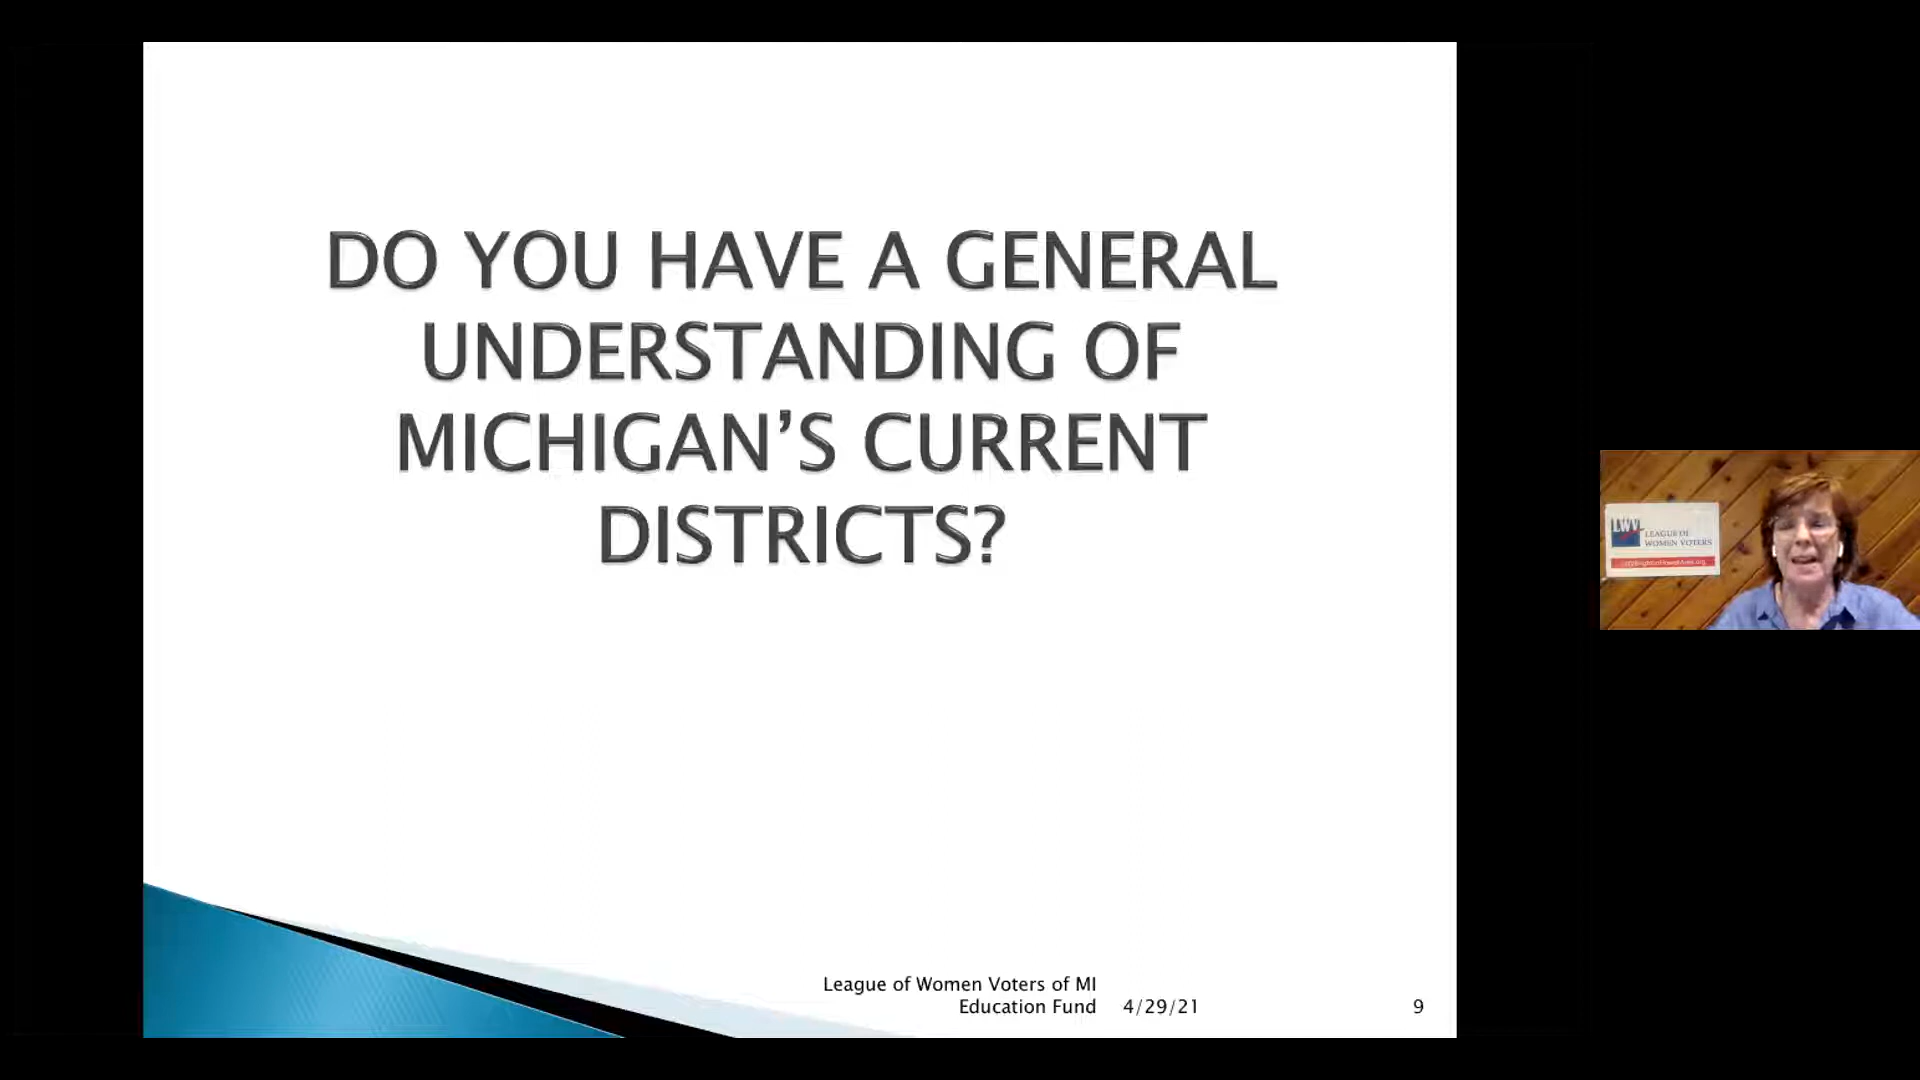 DO YOU HAVE A GENERAL
UNDERSTANDING OF
MICHIGAN’S CURRENT
DISTRICTS?
League of Women Voters of MI
Education Fund 4/29/21 9
LWV
LEAGUE OF
WOMEN VOTERS